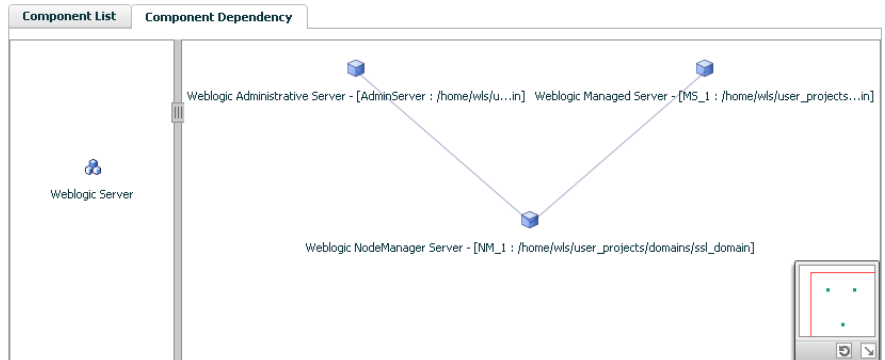 Component List
Component Dependency
Weblogic Administrative Server - [AdminServer : /home/wls/u...in]
Weblogic Managed Server - [MS_1 : /home/wls/user_projects...in]
Weblogic Server
Weblogic NodeManager Server - [NM_1 : /home/wls/user_projects/domains/ssl_domain]